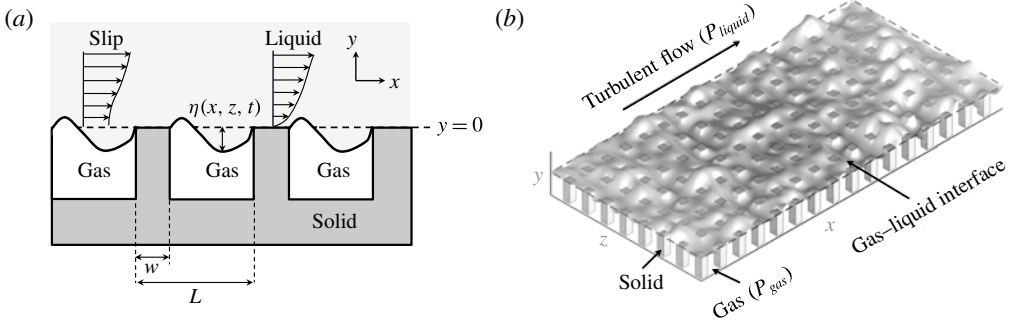 (a)
Slip
Liquid
y
x
η(x, z, t)
y = 0
Gas
Gas
Gas
Solid
w
L
(b)
Turbulent flow (P_liquid)
y
z
x
Gas–liquid interface
Solid
Gas (P_gas)